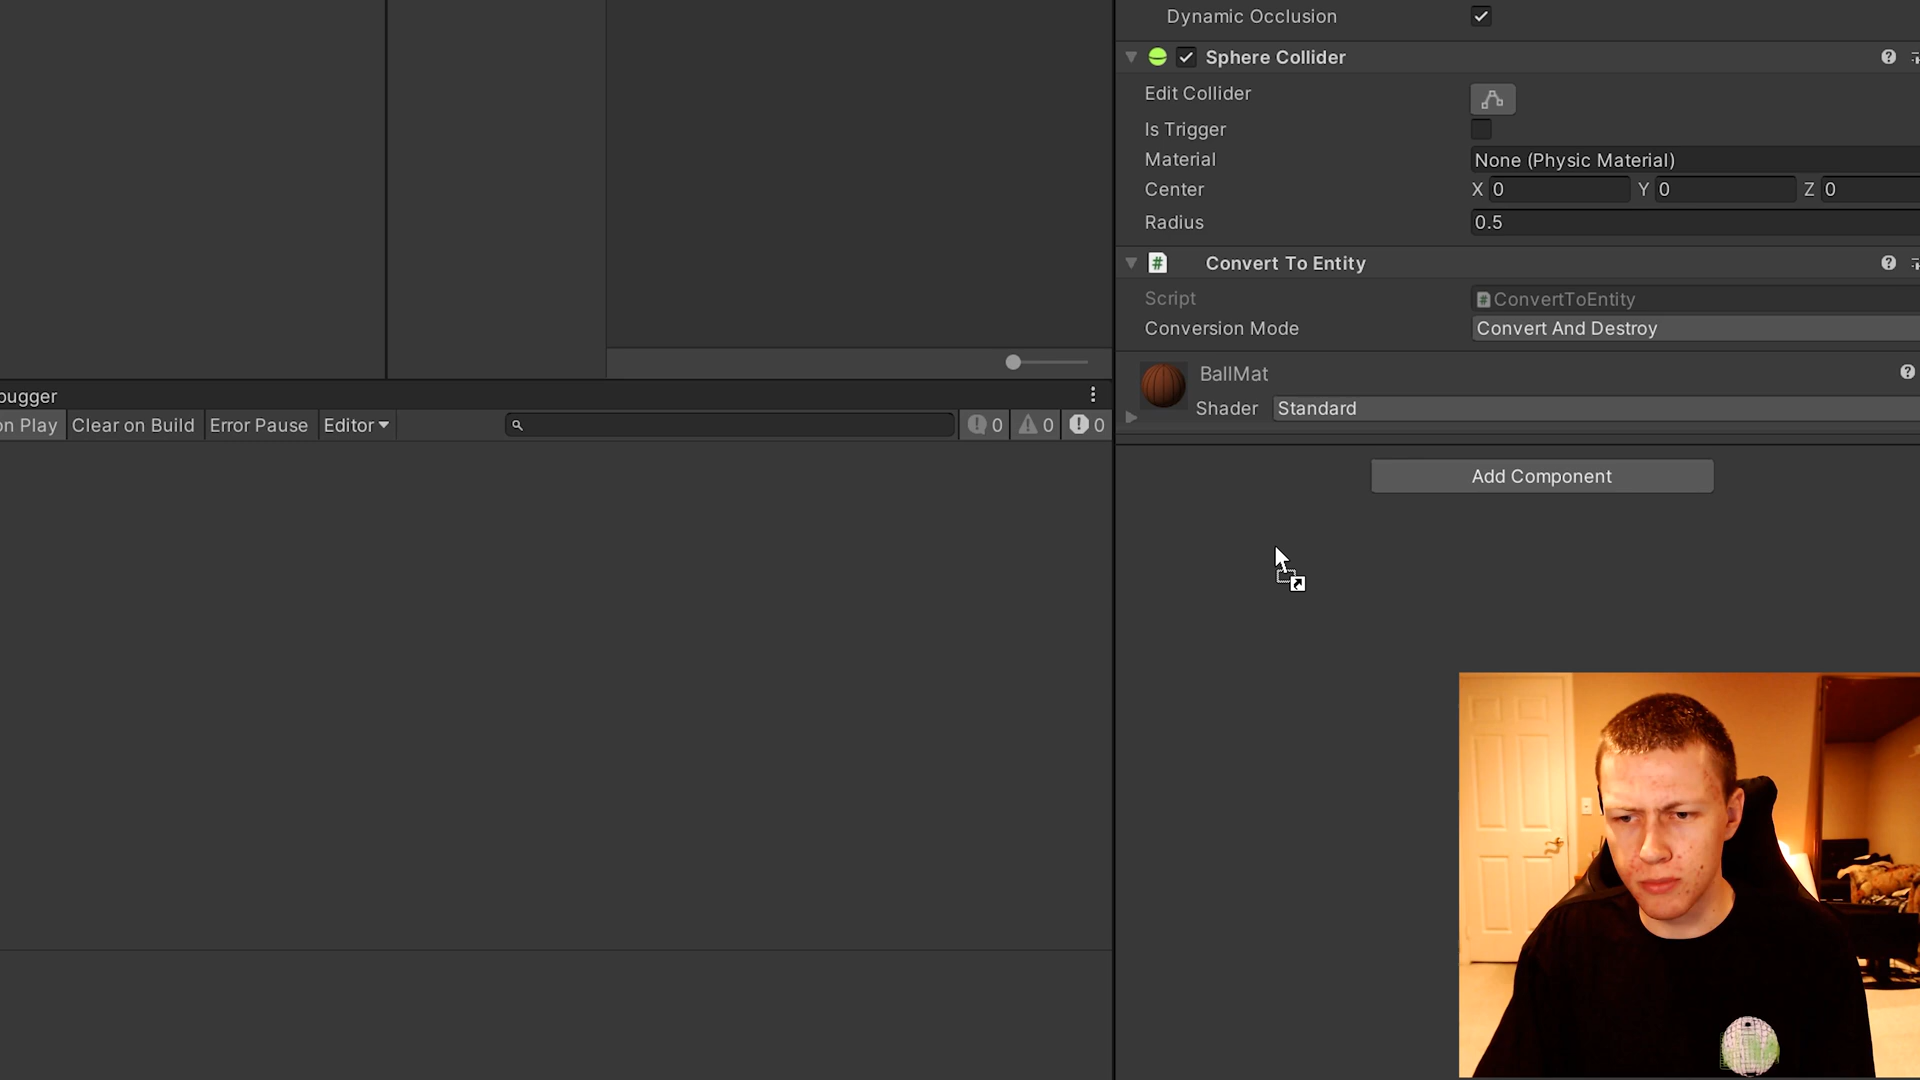 Dynamic Occlusion
Sphere Collider
Edit Collider
Is Trigger
Material None (Physic Material)
Center X 0 Y 0 Z 0
Radius 0.5
Convert To Entity
Script # ConvertToEntity
Conversion Mode Convert And Destroy
BallMat
Shader Standard
Add Component
bugger
on Play Clear on Build Error Pause Editor 0 0 0